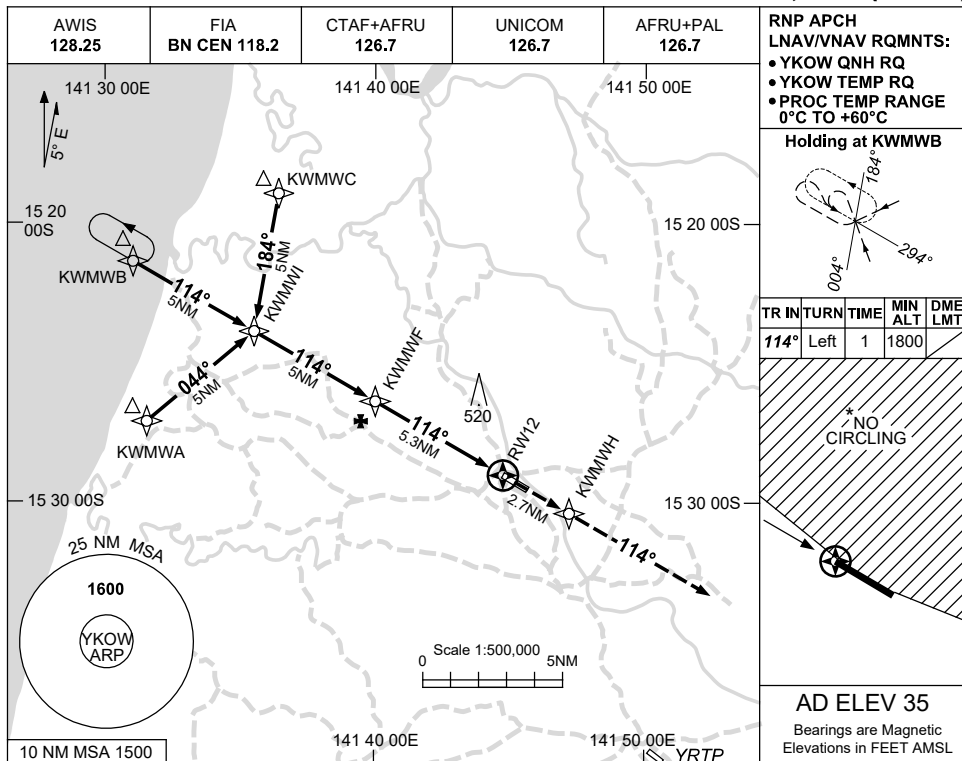 AWIS
128.25
FIA
BN CEN 118.2
CTAF+AFRU
126.7
UNICOM
126.7
AFRU+PAL
126.7
RNP APCH
LNAV/VNAV RQMNTS:
• YKOW QNH RQ
• YKOW TEMP RQ
• PROC TEMP RANGE
0°C TO +60°C
141 30 00E
141 40 00E
141 50 00E
5° E
Holding at KWMWB
184°
294°
004°
TR IN TURN TIME MIN ALT DME LMT
114° Left 1 1800
KWMWC
15 20
00S
15 20 00S
184°
5NM
KWMWB
114°
5NM
KWMWI
044°
5NM
KWMWA
114°
5NM
KWMWF
520
114°
5.3NM
RW12
2.7NM
KWMWH
114°
15 30 00S
15 30 00S
*NO
CIRCLING
25 NM MSA
1600
YKOW
ARP
Scale 1:500,000
0 5NM
10 NM MSA 1500
141 40 00E
141 50 00E
YRTP
AD ELEV 35
Bearings are Magnetic
Elevations in FEET AMSL